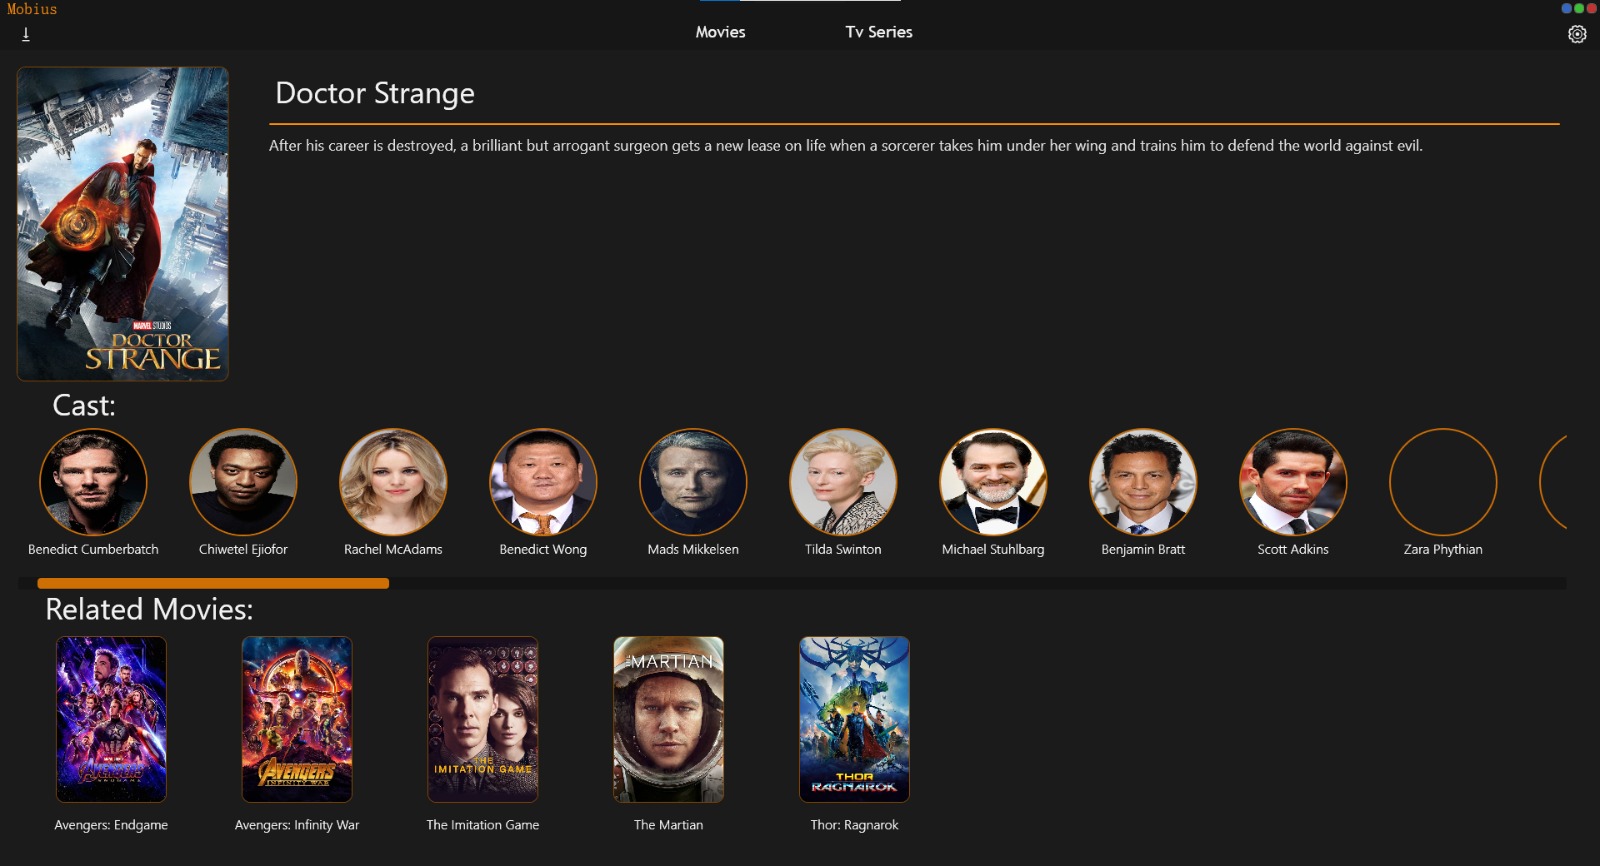 Mobius
Movies
Tv Series
Doctor Strange
After his career is destroyed, a brilliant but arrogant surgeon gets a new lease on life when a sorcerer takes him under her wing and trains him to defend the world against evil.
MARVEL STUDIOS
DOCTOR
STRANGE
Cast:
Benedict Cumberbatch
Chiwetel Ejiofor
Rachel McAdams
Benedict Wong
Mads Mikkelsen
Tilda Swinton
Michael Stuhlbarg
Benjamin Bratt
Scott Adkins
Zara Phythian
Related Movies:
AVENGERS
ENDGAME
AVENGERS
INFINITY WAR
THE
IMITATION GAME
THE MARTIAN
THOR
RAGNAROK
Avengers: Endgame
Avengers: Infinity War
The Imitation Game
The Martian
Thor: Ragnarok